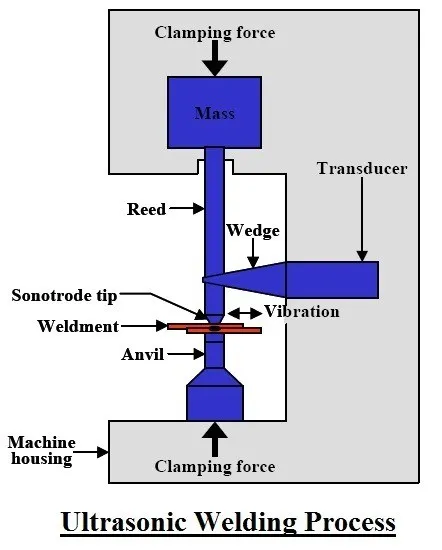 Clamping force
Mass
Transducer
Reed
Wedge
Sonotrode tip
Vibration
Weldment
Anvil
Machine
housing
Clamping force
Ultrasonic Welding Process